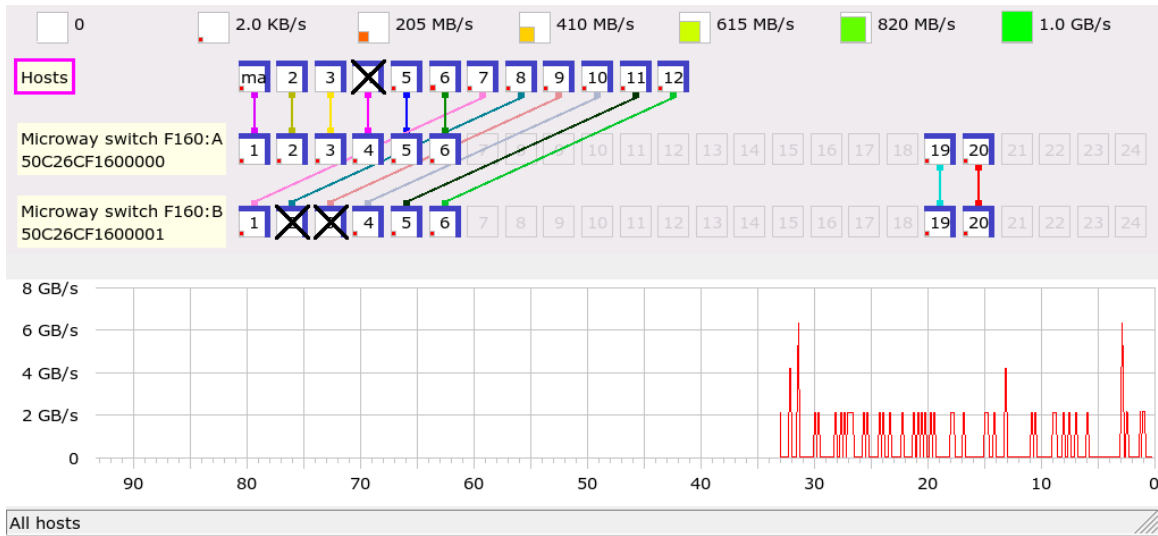 0 2.0 KB/s 205 MB/s 410 MB/s 615 MB/s 820 MB/s 1.0 GB/s
Hosts ma 2 3 5 6 7 8 9 10 11 12
Microway switch F160:A
50C26CF1600000
1 2 3 4 5 6 7 9 10 11 12 13 14 15 16 17 18 19 20 21 22 23 24
Microway switch F160:B
50C26CF1600001
1 4 5 6 7 8 9 10 11 12 13 14 15 16 17 18 19 20 21 22 23 24
8 GB/s
6 GB/s
4 GB/s
2 GB/s
0
90 80 70 60 50 40 30 20 10 0
All hosts